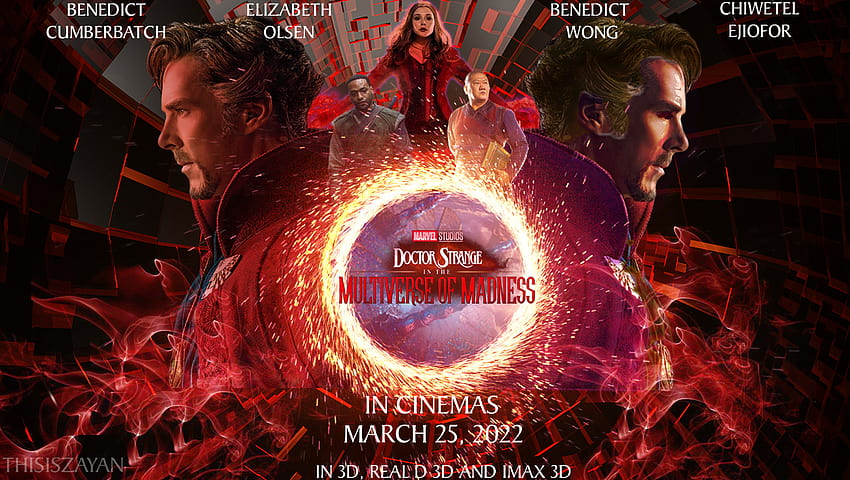 BENEDICT
CUMBERBATCH
ELIZABETH
OLSEN
BENEDICT
WONG
CHIWETEL
EJIOFOR
MARVEL STUDIOS
DOCTOR STRANGE
IN THE
MULTIVERSE OF MADNESS
IN CINEMAS
MARCH 25, 2022
IN 3D, REAL D 3D AND IMAX 3D
THISISZAYAN